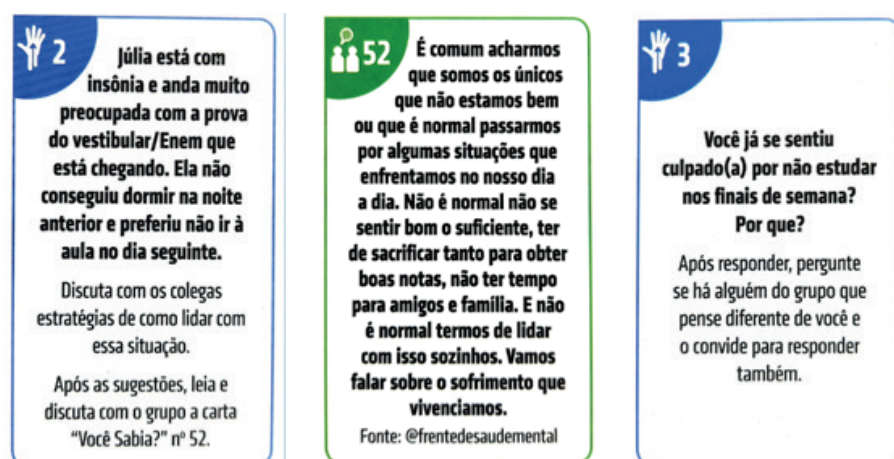 2
Júlia está com
insônia e anda muito
preocupada com a prova
do vestibular/Enem que
está chegando. Ela não
conseguiu dormir na noite
anterior e preferiu não ir à
aula no dia seguinte.
Discuta com os colegas
estratégias de como lidar com
essa situação.
Após as sugestões, leia e
discuta com o grupo a carta
“Você Sabia?” nº 52.
52
É comum acharmos
que somos os únicos
que não estamos bem
ou que é normal passarmos
por algumas situações que
enfrentamos no nosso dia
a dia. Não é normal não se
sentir bom o suficiente, ter
de sacrificar tanto para obter
boas notas, não ter tempo
para amigos e família. E não
é normal termos de lidar
com isso sozinhos. Vamos
falar sobre o sofrimento que
vivenciamos.
Fonte: @frentedesaudemental
3
Você já se sentiu
culpado(a) por não estudar
nos finais de semana?
Por que?
Após responder, pergunte
se há alguém do grupo que
pense diferente de você e
o convide para responder
também.